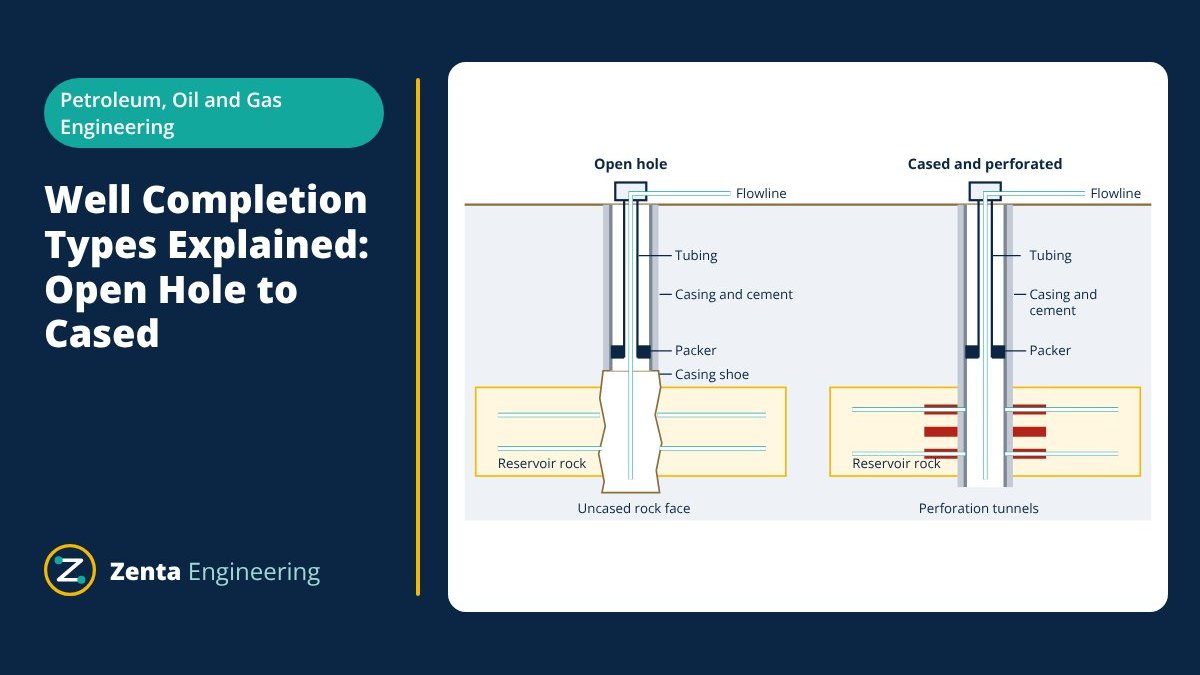 Petroleum, Oil and Gas
Engineering
Well Completion
Types Explained:
Open Hole to
Cased
Zenta Engineering
Open hole
Flowline
Tubing
Casing and cement
Packer
Casing shoe
Reservoir rock
Uncased rock face
Cased and perforated
Flowline
Tubing
Casing and
cement
Packer
Reservoir rock
Perforation tunnels